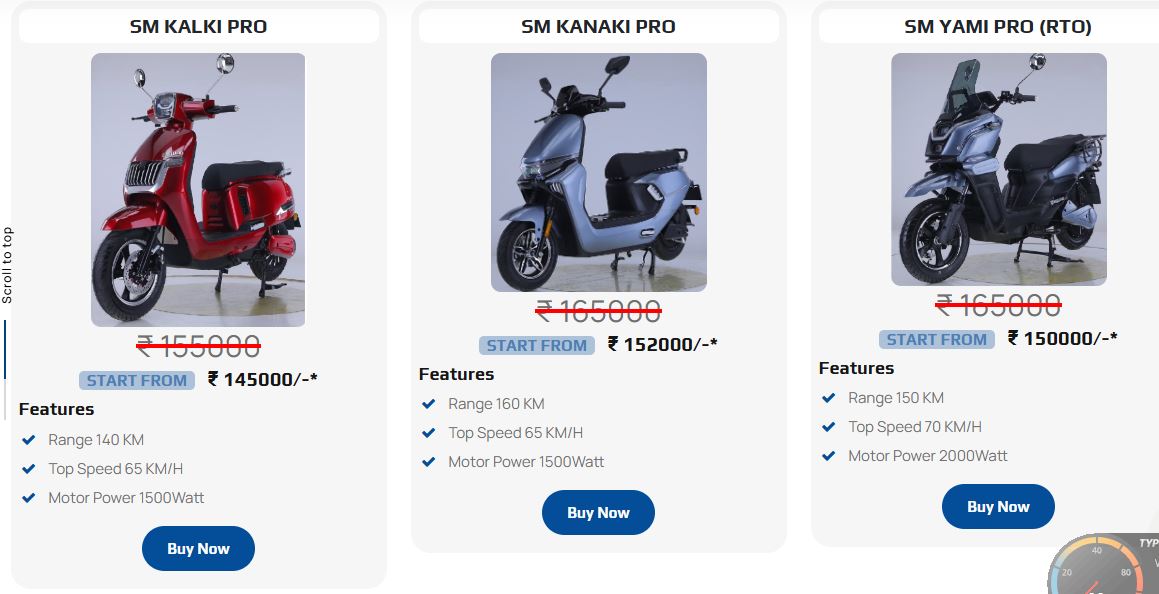 SM KALKI PRO
₹ 155000
START FROM ₹ 145000/-*
Features
Range 140 KM
Top Speed 65 KM/H
Motor Power 1500Watt
Buy Now
SM KANAKI PRO
₹ 165000
START FROM ₹ 152000/-*
Features
Range 160 KM
Top Speed 65 KM/H
Motor Power 1500Watt
Buy Now
SM YAMI PRO (RTO)
₹ 165000
START FROM ₹ 150000/-*
Features
Range 150 KM
Top Speed 70 KM/H
Motor Power 2000Watt
Buy Now
Scroll to top
TYP
20
40
80